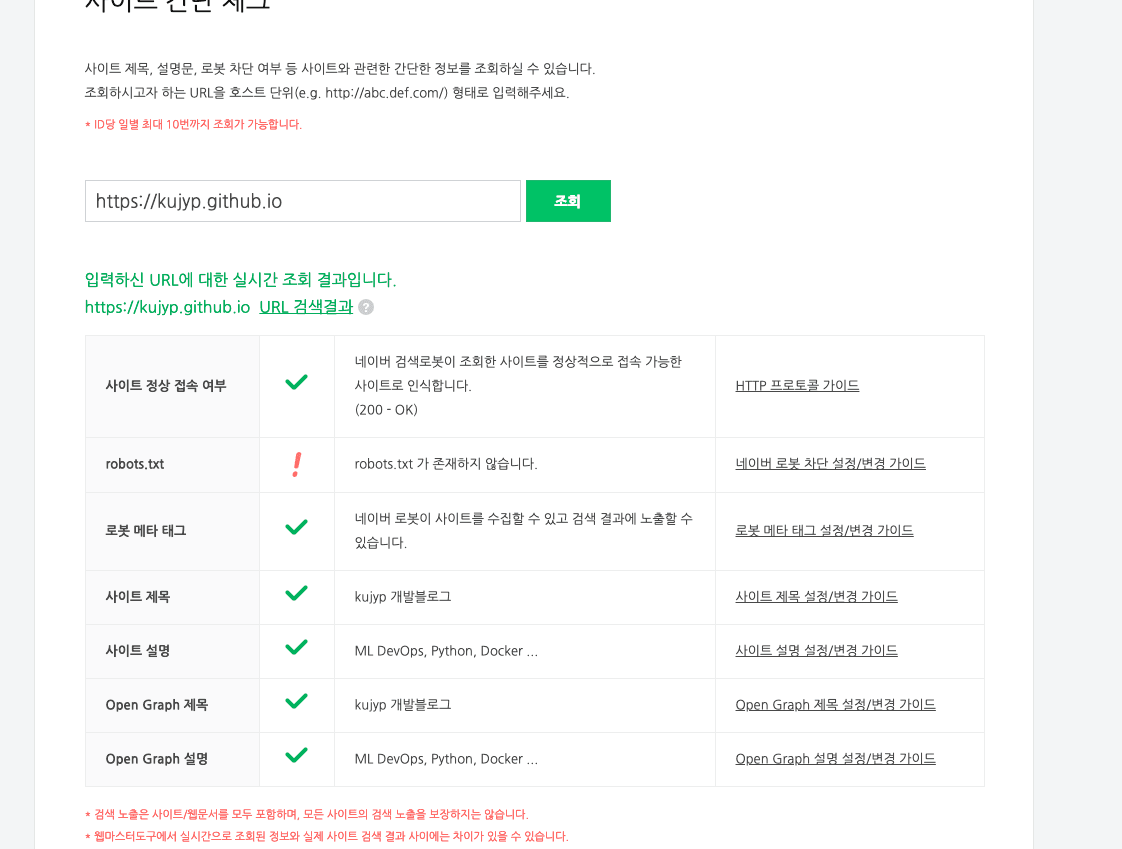 사이트 간단 체크
사이트 제목, 설명문, 로봇 차단 여부 등 사이트와 관련한 간단한 정보를 조회하실 수 있습니다.
조회하시고자 하는 URL을 호스트 단위(e.g. http://abc.def.com/) 형태로 입력해주세요.
* ID당 일별 최대 10번까지 조회가 가능합니다.
https://kujyp.github.io
조회
입력하신 URL에 대한 실시간 조회 결과입니다.
https://kujyp.github.io URL 검색결과 ?
사이트 정상 접속 여부
네이버 검색로봇이 조회한 사이트를 정상적으로 접속 가능한
사이트로 인식합니다.
(200 - OK)
HTTP 프로토콜 가이드
robots.txt
robots.txt 가 존재하지 않습니다.
네이버 로봇 차단 설정/변경 가이드
로봇 메타 태그
네이버 로봇이 사이트를 수집할 수 있고 검색 결과에 노출할 수
있습니다.
로봇 메타 태그 설정/변경 가이드
사이트 제목
kujyp 개발블로그
사이트 제목 설정/변경 가이드
사이트 설명
ML DevOps, Python, Docker ...
사이트 설명 설정/변경 가이드
Open Graph 제목
kujyp 개발블로그
Open Graph 제목 설정/변경 가이드
Open Graph 설명
ML DevOps, Python, Docker ...
Open Graph 설명 설정/변경 가이드
* 검색 노출은 사이트/웹문서를 모두 포함하며, 모든 사이트의 검색 노출을 보장하지는 않습니다.
* 웹마스터도구에서 실시간으로 조회된 정보와 실제 사이트 검색 결과 사이에는 차이가 있을 수 있습니다.